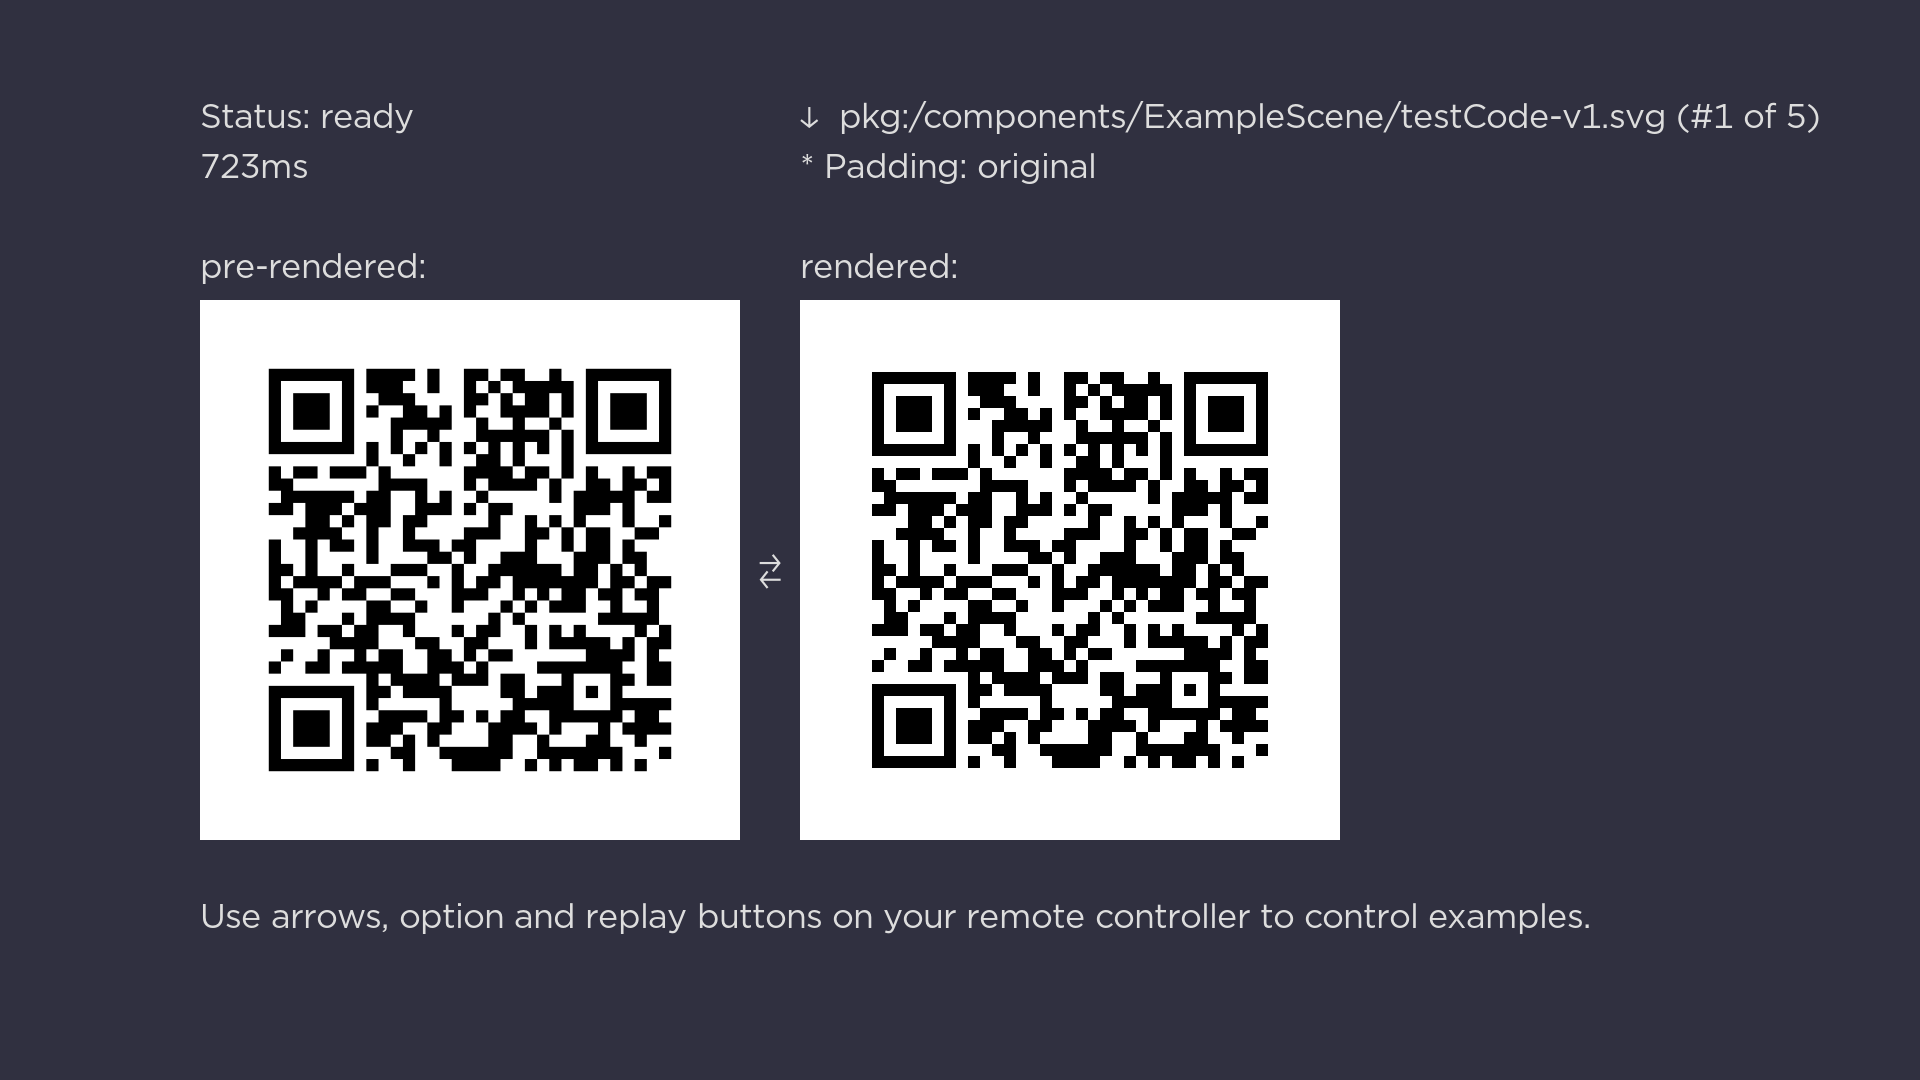 Status: ready
723ms
↓ pkg:/components/ExampleScene/testCode-v1.svg (#1 of 5)
* Padding: original
pre-rendered:
rendered:
⇄
Use arrows, option and replay buttons on your remote controller to control examples.